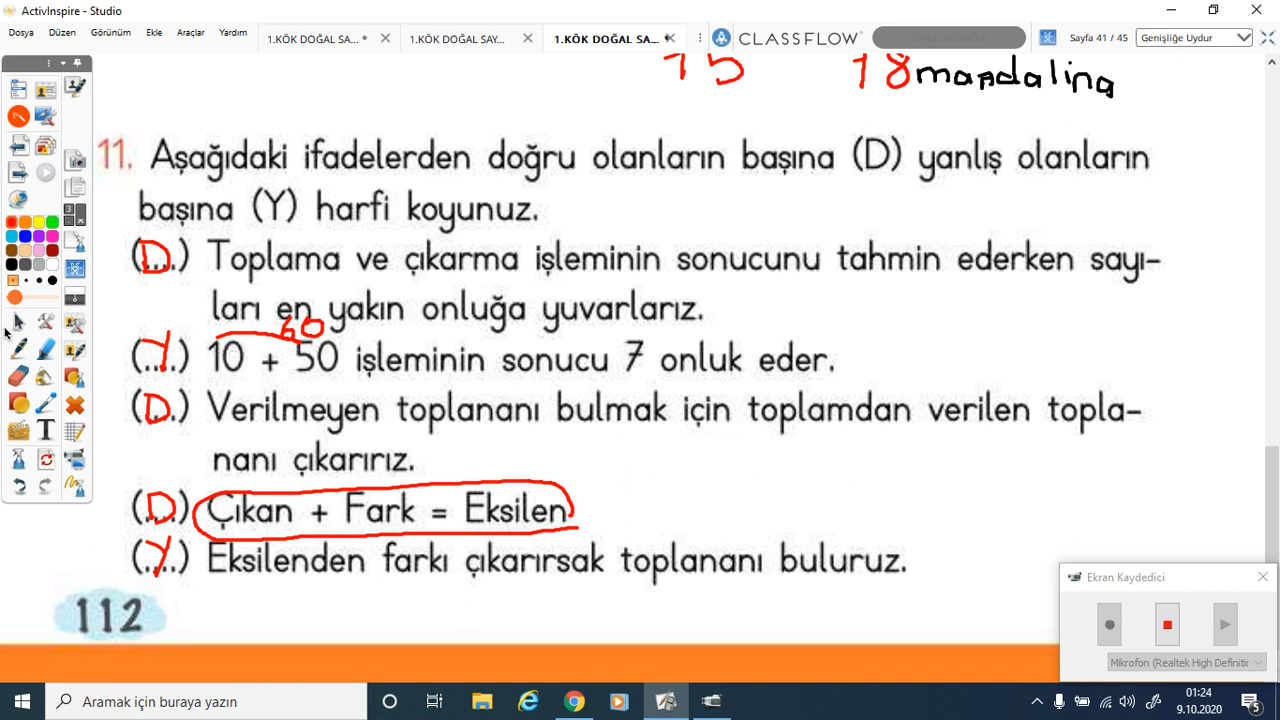 ActivInspire - Studio
Dosya Düzen Görünüm Ekle Araçlar Yardım
1.KÖK DOĞAL SA... * 1.KÖK DOĞAL SAY... 1.KÖK DOĞAL SA... *
CLASSFLOW Sayfa 41 / 45 Genişliğe Uydur
15 18 mandalina
11. Aşağıdaki ifadelerden doğru olanların başına (D) yanlış olanların
başına (Y) harfi koyunuz.
(D) Toplama ve çıkarma işleminin sonucunu tahmin ederken sayı-
ları en yakın onluğa yuvarlarız.
60
(Y) 10 + 50 işleminin sonucu 7 onluk eder.
(D) Verilmeyen toplananı bulmak için toplamdan verilen topla-
nanı çıkarırız.
(D) Çıkan + Fark = Eksilen
(Y) Eksilenden farkı çıkarırsak toplananı buluruz.
112
Ekran Kaydedici
Mikrofon (Realtek High Definitic
Aramak için buraya yazın
01:24
9.10.2020
5